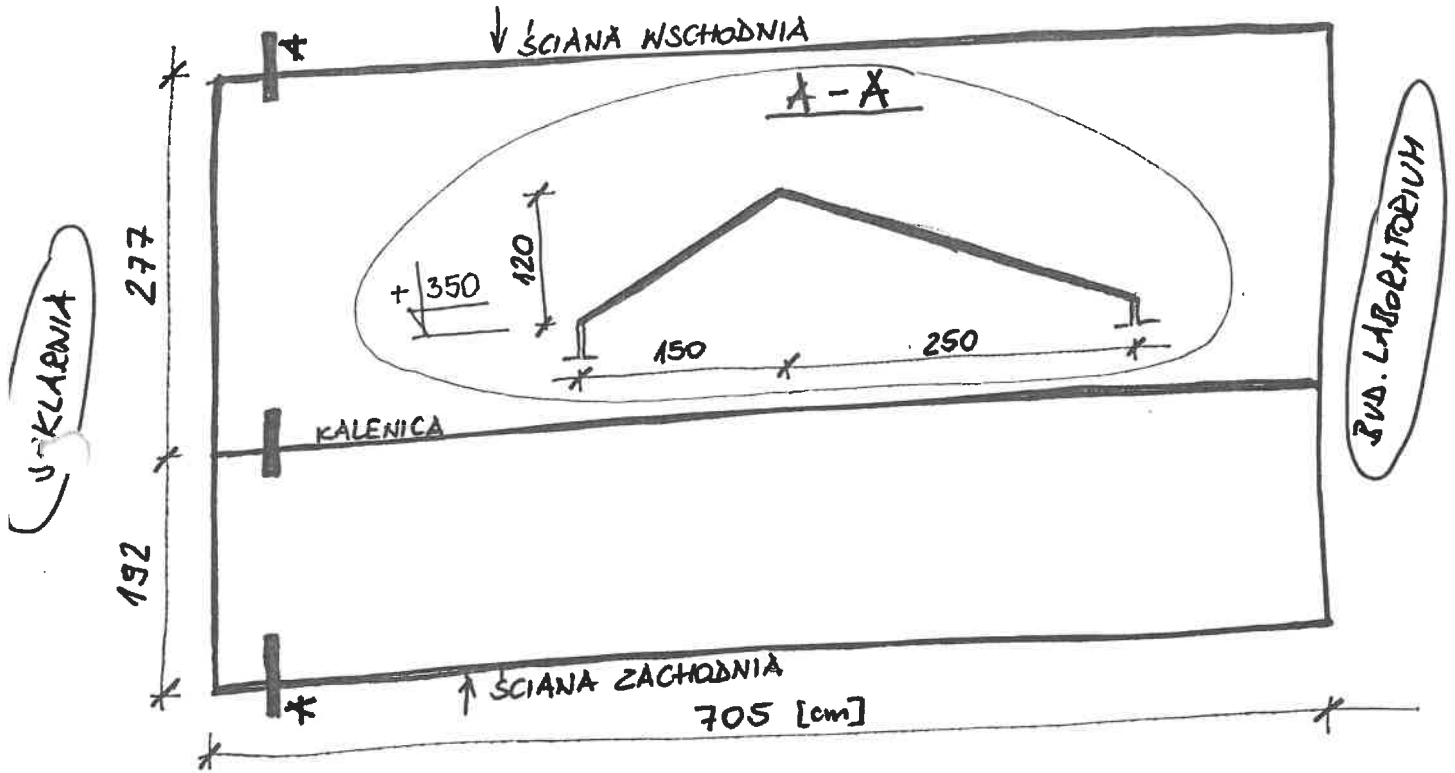 A
ŚCIANA WSCHODNIA
A - A
277
120
+ 350
150
250
BUD. LABORATORIUM
KALENICA
192
ŚCIANA ZACHODNIA
A
705 [cm]